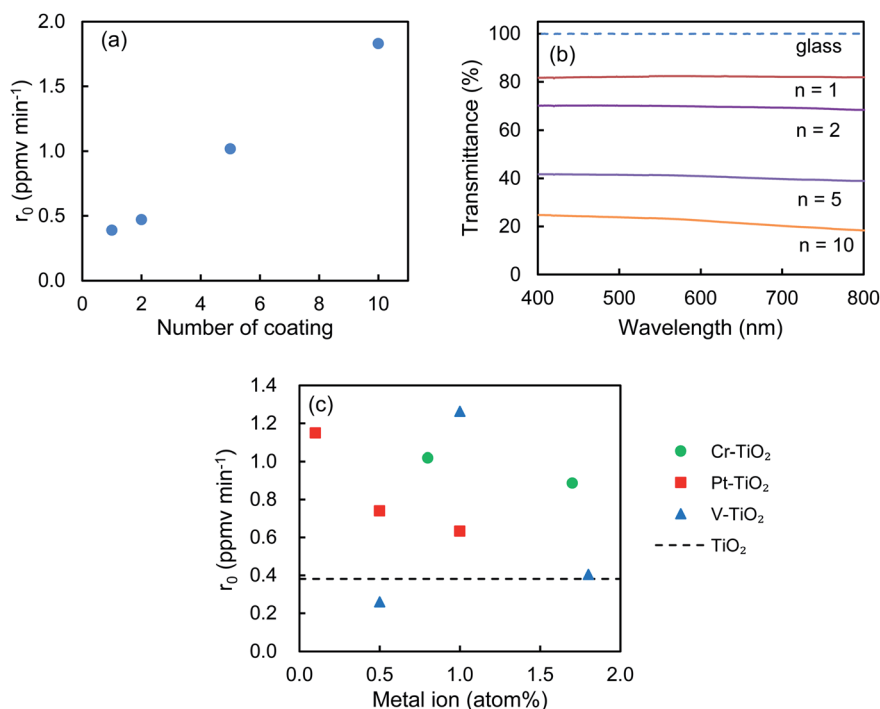 (a)
2.0
1.5
1.0
0.5
0.0
r₀ (ppmv min⁻¹)
0 2 4 6 8 10
Number of coating
(b)
100
80
60
40
20
0
Transmittance (%)
glass
n = 1
n = 2
n = 5
n = 10
400 500 600 700 800
Wavelength (nm)
(c)
1.4
1.2
1.0
0.8
0.6
0.4
0.2
0.0
r₀ (ppmv min⁻¹)
0.0 0.5 1.0 1.5 2.0
Metal ion (atom%)
Cr-TiO₂
Pt-TiO₂
V-TiO₂
TiO₂